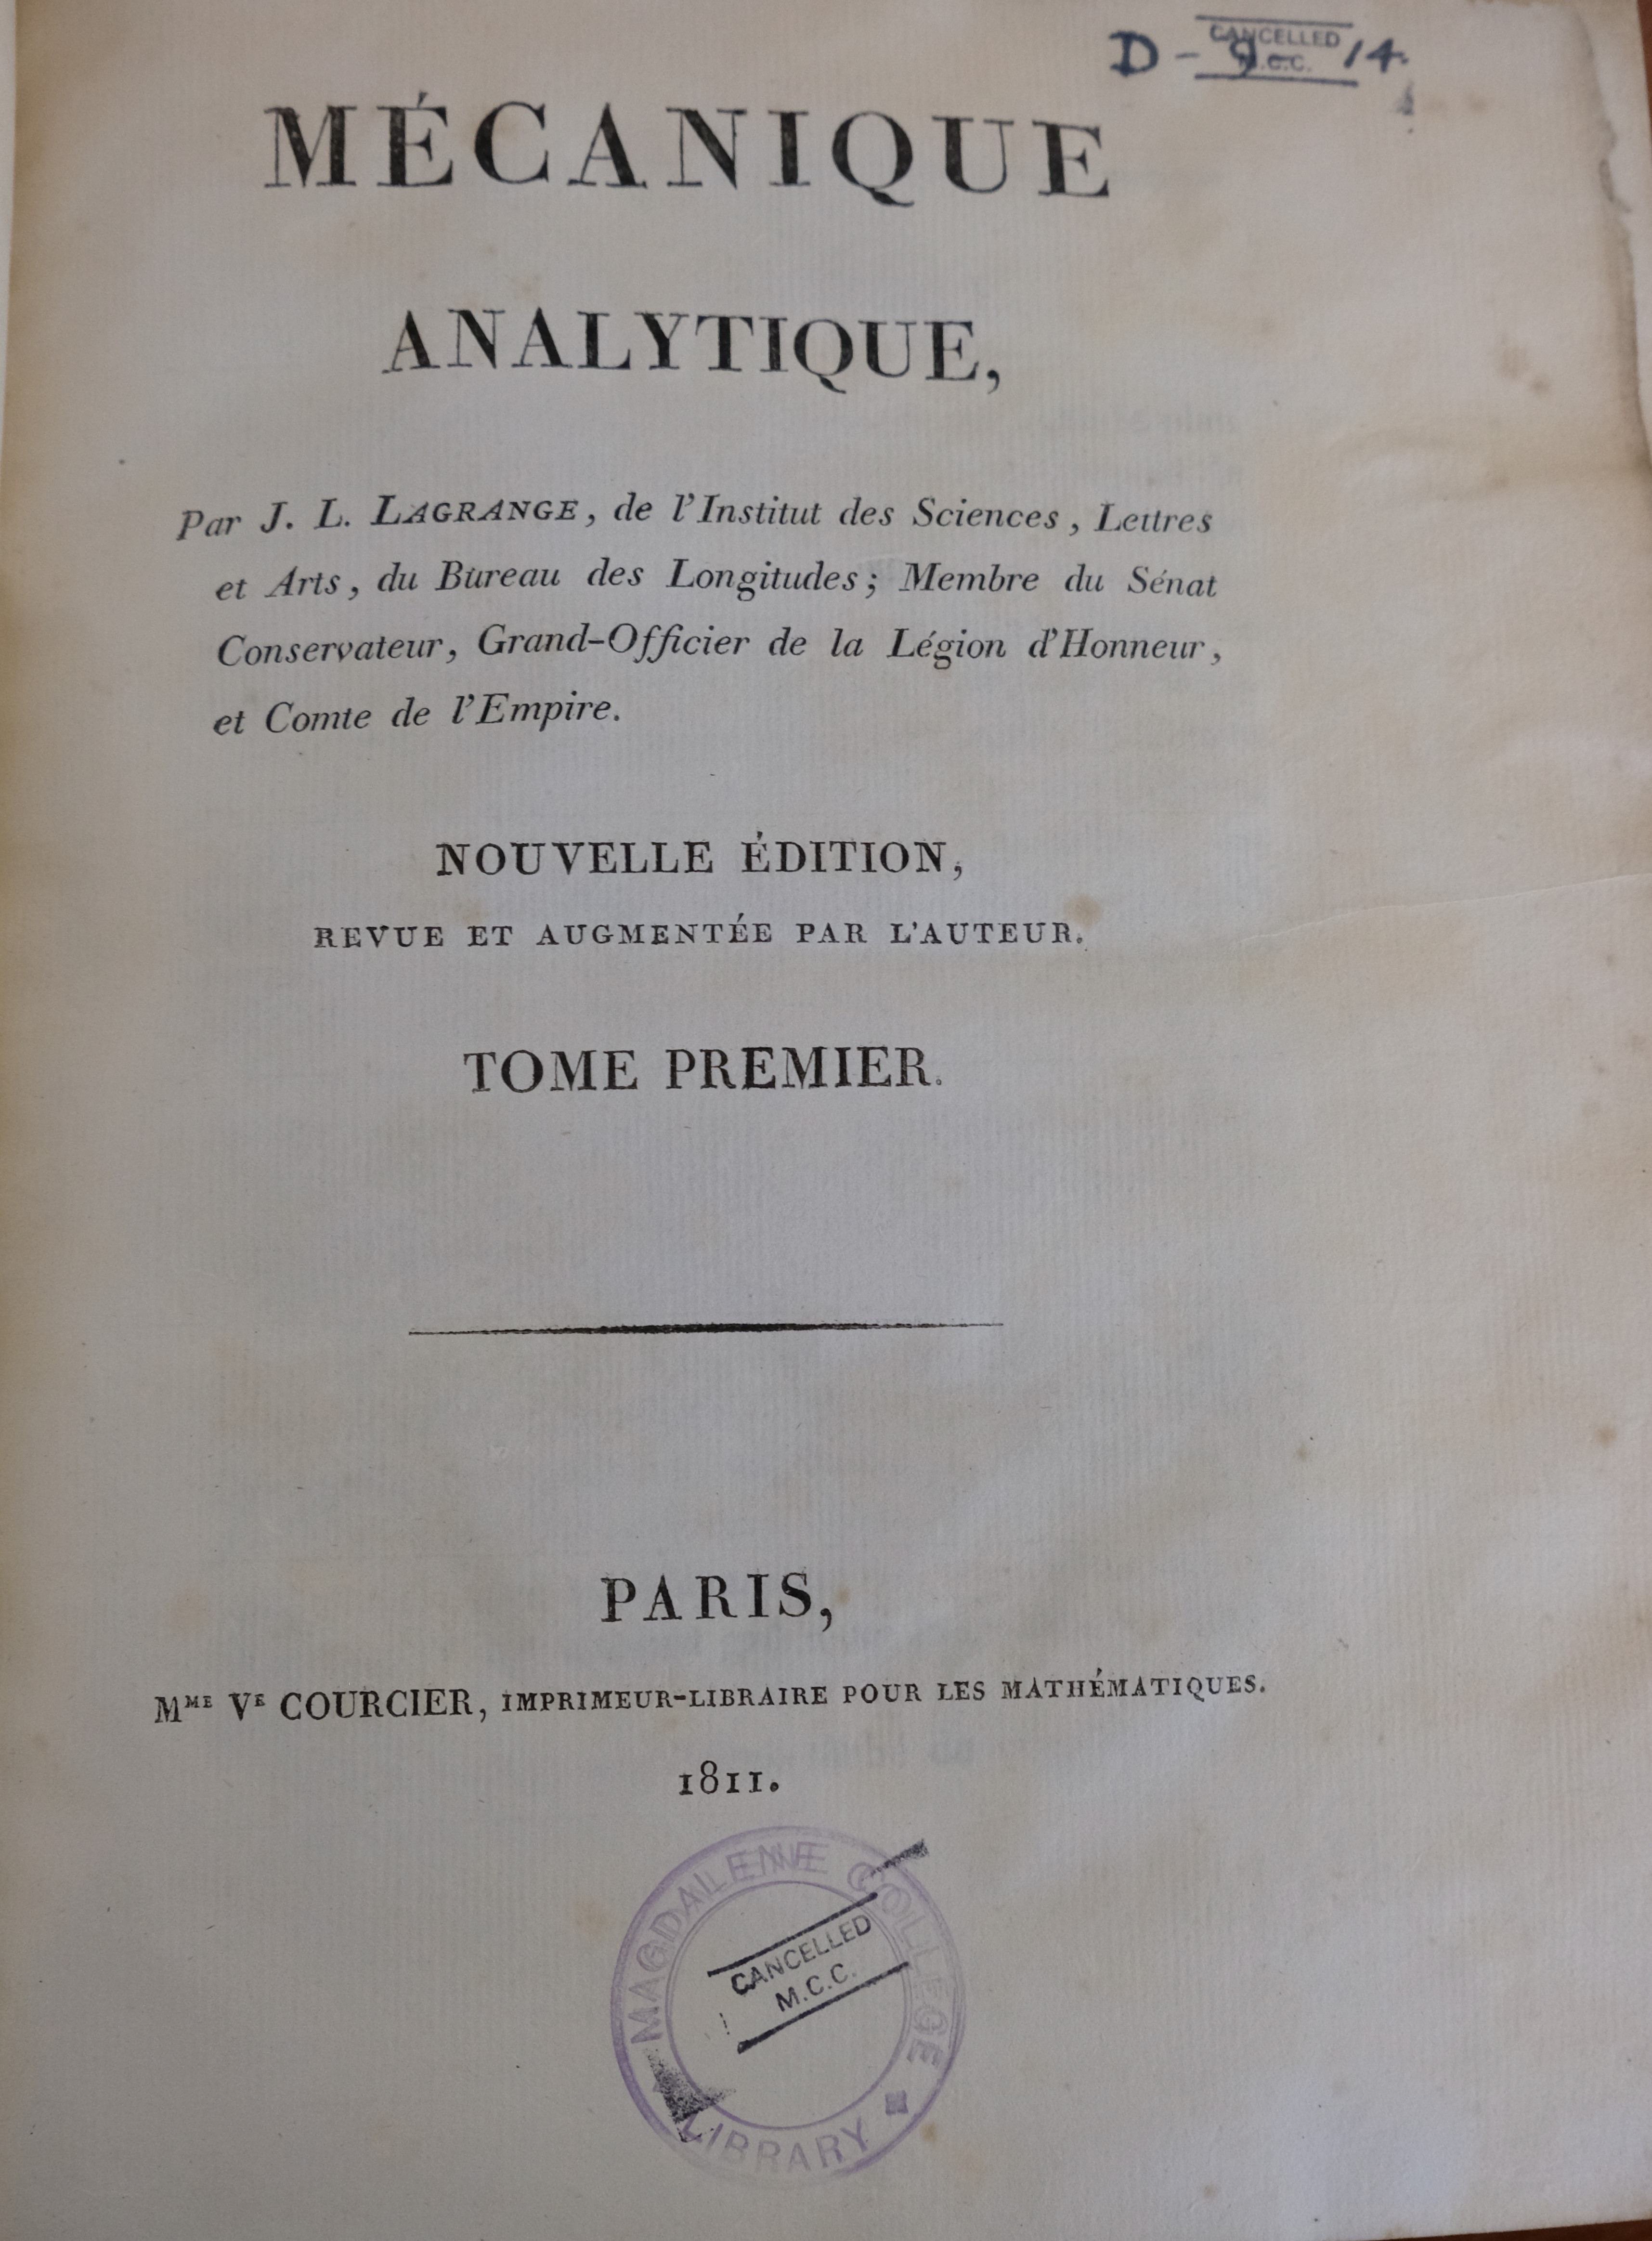 D - 9 - 14.
CANCELLED
M.C.C.
MÉCANIQUE
ANALYTIQUE,
Par J. L. LAGRANGE, de l'Institut des Sciences, Lettres
et Arts, du Bureau des Longitudes; Membre du Sénat
Conservateur, Grand-Officier de la Légion d'Honneur,
et Comte de l'Empire.
NOUVELLE ÉDITION,
REVUE ET AUGMENTÉE PAR L'AUTEUR.
TOME PREMIER.
PARIS,
MME VE COURCIER, IMPRIMEUR-LIBRAIRE POUR LES MATHÉMATIQUES.
1811.
MAGDALENE COLLEGE
CANCELLED
M.C.C.
LIBRARY